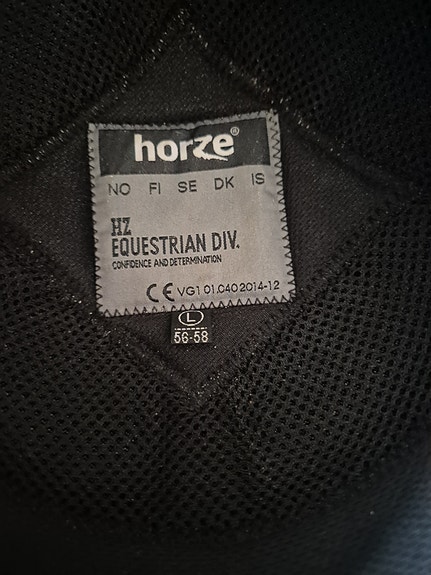 horze®
NO FI SE DK IS
HZ
EQUESTRIAN DIV.
CONFIDENCE AND DETERMINATION
CE VG1 01.040 2014-12
L
56-58